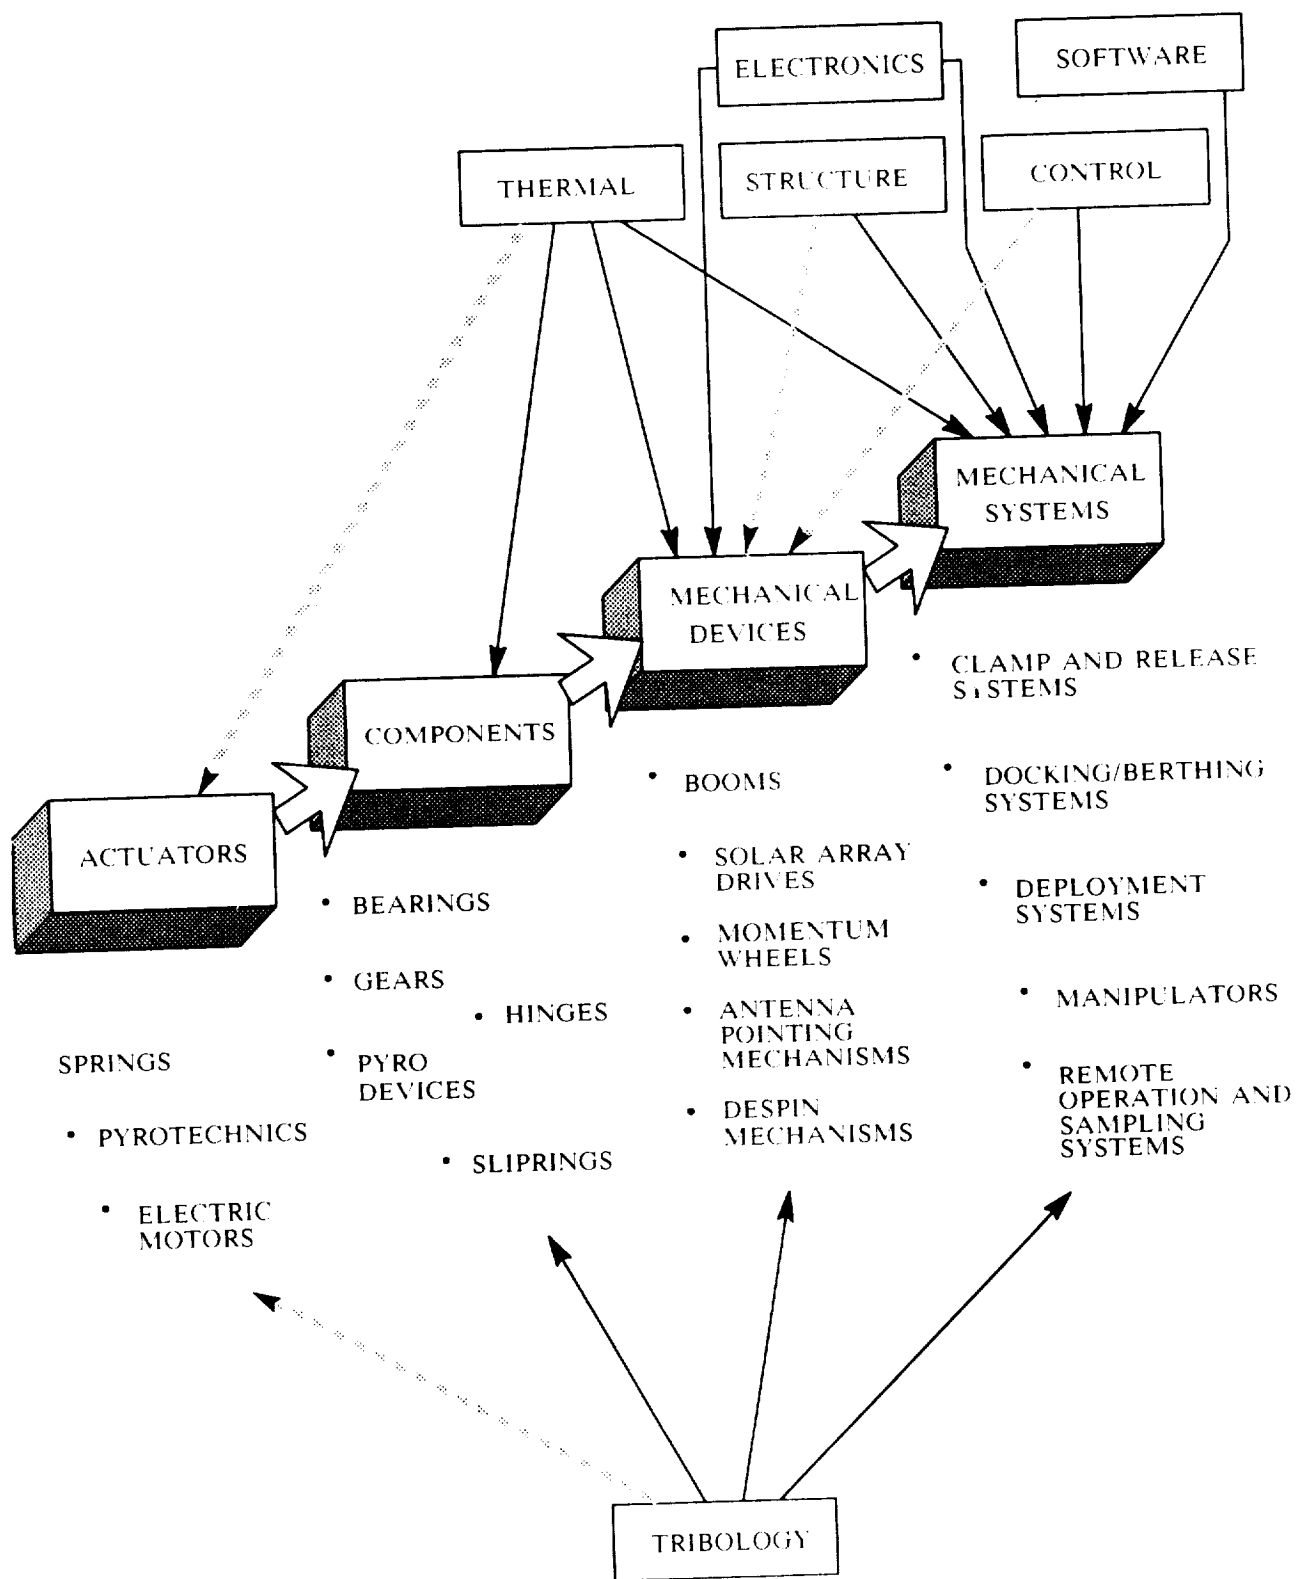 ELECTRONICS
SOFTWARE
THERMAL
STRUCTURE
CONTROL
MECHANICAL
SYSTEMS
MECHANICAL
DEVICES
COMPONENTS
ACTUATORS
• CLAMP AND RELEASE
SYSTEMS
• DOCKING/BERTHING
SYSTEMS
• DEPLOYMENT
SYSTEMS
• MANIPULATORS
• REMOTE
OPERATION AND
SAMPLING
SYSTEMS
• BOOMS
• SOLAR ARRAY
DRIVES
• MOMENTUM
WHEELS
• ANTENNA
POINTING
MECHANISMS
• DESPIN
MECHANISMS
• BEARINGS
• GEARS
• HINGES
• PYRO
DEVICES
• SLIPRINGS
SPRINGS
• PYROTECHNICS
• ELECTRIC
MOTORS
TRIBOLOGY